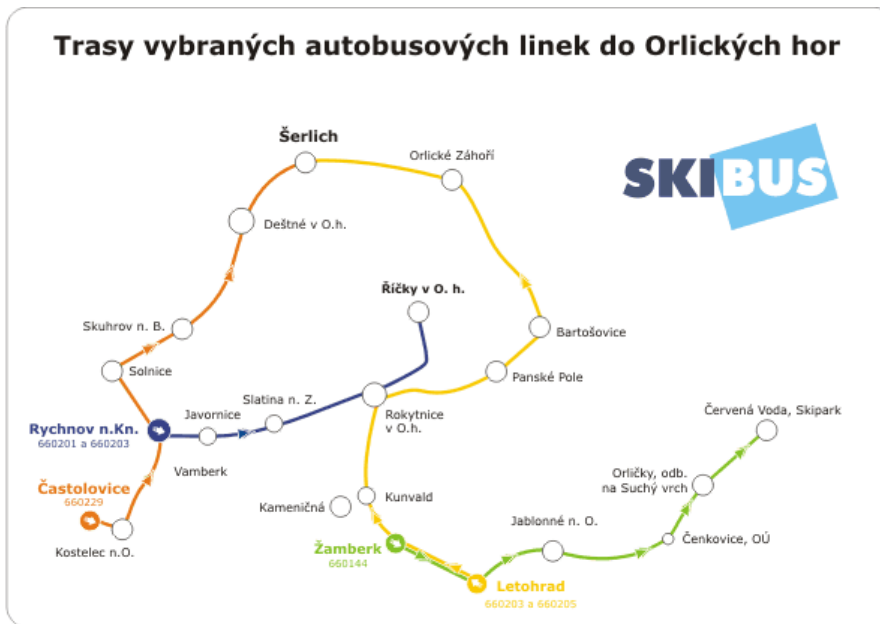 Trasy vybraných autobusových linek do Orlických hor
Šerlich
Orlické Záhoří
SKIBUS
Deštné v O.h.
Říčky v O. h.
Skuhrov n. B.
Bartošovice
Solnice
Panské Pole
Slatina n. Z.
Javornice
Rokytnice
v O.h.
Červená Voda, Skipark
Rychnov n.Kn.
660201 a 660203
Vamberk
Orličky, odb.
na Suchý vrch
Častolovice
660229
Kunvald
Kameničná
Jablonné n. O.
Čenkovice, OÚ
Kostelec n.O.
Žamberk
660144
Letohrad
660203 a 660205